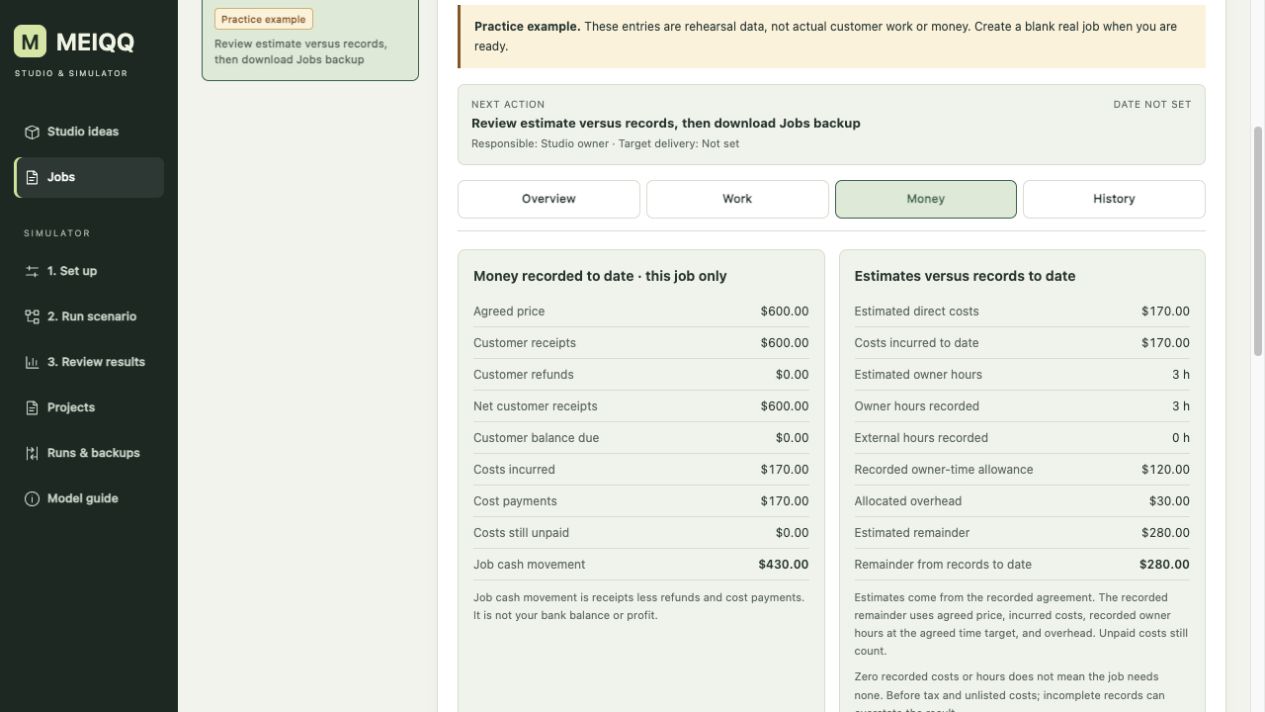 M MEIQQ
STUDIO & SIMULATOR
Studio ideas
Jobs
SIMULATOR
1. Set up
2. Run scenario
3. Review results
Projects
Runs & backups
Model guide
Practice example
Review estimate versus records,
then download Jobs backup
Practice example. These entries are rehearsal data, not actual customer work or money. Create a blank real job when you are
ready.
NEXT ACTION
DATE NOT SET
Review estimate versus records, then download Jobs backup
Responsible: Studio owner · Target delivery: Not set
Overview
Work
Money
History
Money recorded to date · this job only
Agreed price $600.00
Customer receipts $600.00
Customer refunds $0.00
Net customer receipts $600.00
Customer balance due $0.00
Costs incurred $170.00
Cost payments $170.00
Costs still unpaid $0.00
Job cash movement $430.00
Job cash movement is receipts less refunds and cost payments.
It is not your bank balance or profit.
Estimates versus records to date
Estimated direct costs $170.00
Costs incurred to date $170.00
Estimated owner hours 3 h
Owner hours recorded 3 h
External hours recorded 0 h
Recorded owner-time allowance $120.00
Allocated overhead $30.00
Estimated remainder $280.00
Remainder from records to date $280.00
Estimates come from the recorded agreement. The recorded
remainder uses agreed price, incurred costs, recorded owner
hours at the agreed time target, and overhead. Unpaid costs still
count.
Zero recorded costs or hours does not mean the job needs
none. Before tax and unlisted costs; incomplete records can